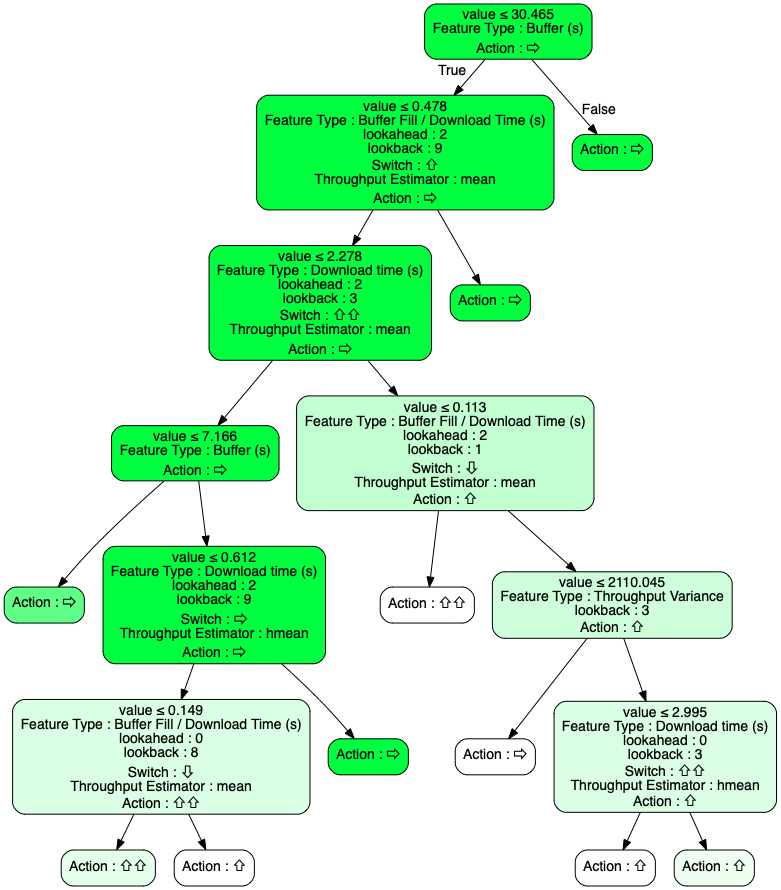 value ≤ 30.465
Feature Type : Buffer (s)
Action : ⇨
True
False
value ≤ 0.478
Feature Type : Buffer Fill / Download Time (s)
lookahead : 2
lookback : 9
Switch : ⇧
Throughput Estimator : mean
Action : ⇨
Action : ⇨
value ≤ 2.278
Feature Type : Download time (s)
lookahead : 2
lookback : 3
Switch : ⇧⇧
Throughput Estimator : mean
Action : ⇨
Action : ⇨
value ≤ 7.166
Feature Type : Buffer (s)
Action : ⇨
value ≤ 0.113
Feature Type : Buffer Fill / Download Time (s)
lookahead : 2
lookback : 1
Switch : ⇩
Throughput Estimator : mean
Action : ⇧
Action : ⇨
value ≤ 0.612
Feature Type : Download time (s)
lookahead : 2
lookback : 9
Switch : ⇨
Throughput Estimator : hmean
Action : ⇨
Action : ⇧⇧
value ≤ 2110.045
Feature Type : Throughput Variance
lookback : 3
Action : ⇧
value ≤ 0.149
Feature Type : Buffer Fill / Download Time (s)
lookahead : 0
lookback : 8
Switch : ⇩
Throughput Estimator : mean
Action : ⇧⇧
Action : ⇨
Action : ⇨
value ≤ 2.995
Feature Type : Download time (s)
lookahead : 0
lookback : 3
Switch : ⇧⇧
Throughput Estimator : hmean
Action : ⇧
Action : ⇧⇧
Action : ⇧
Action : ⇧
Action : ⇧